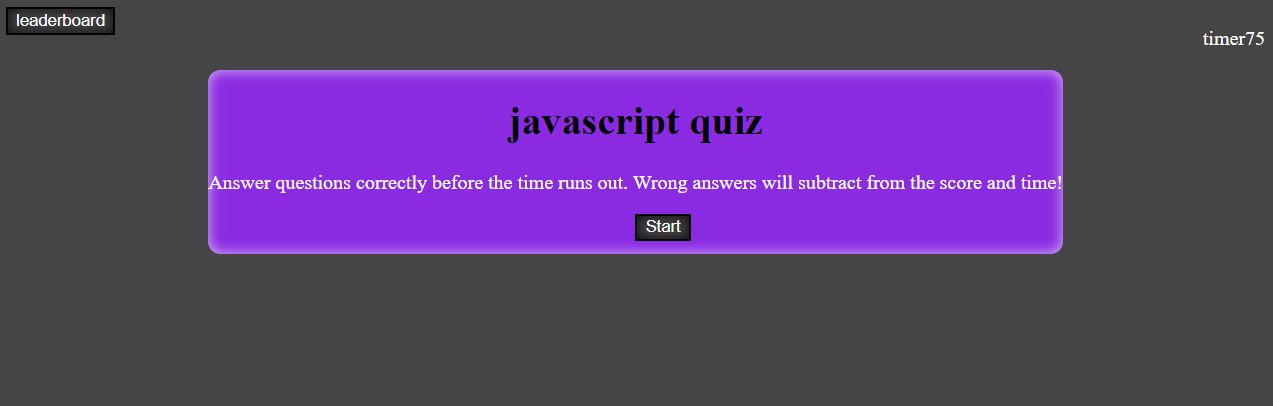 leaderboard
timer75
javascript quiz
Answer questions correctly before the time runs out. Wrong answers will subtract from the score and time!
Start